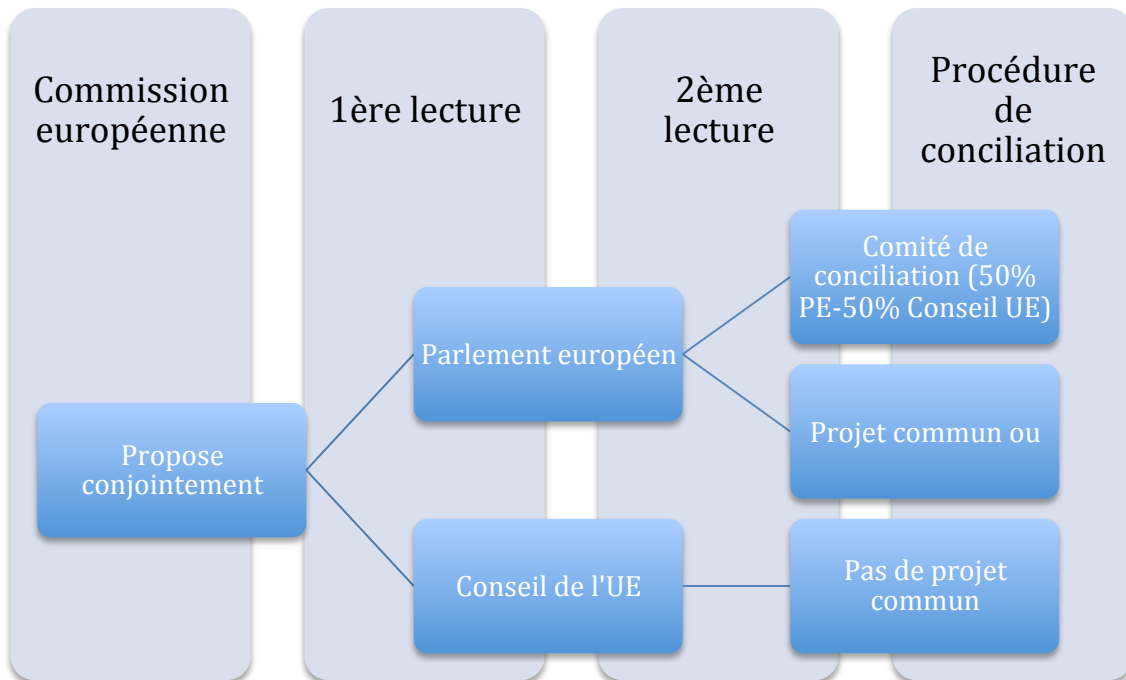 Commission
européenne
1ère lecture
2ème
lecture
Procédure
de
conciliation
Propose
conjointement
Parlement européen
Conseil de l'UE
Comité de
conciliation (50%
PE-50% Conseil UE)
Projet commun ou
Pas de projet
commun